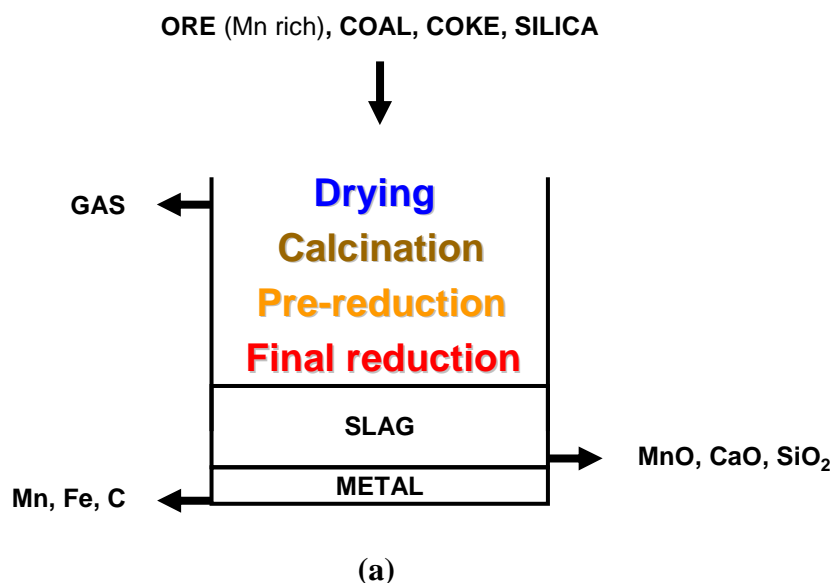 ORE (Mn rich), COAL, COKE, SILICA
Drying
GAS
Calcination
Pre-reduction
Final reduction
SLAG
MnO, CaO, SiO₂
METAL
Mn, Fe, C
(a)